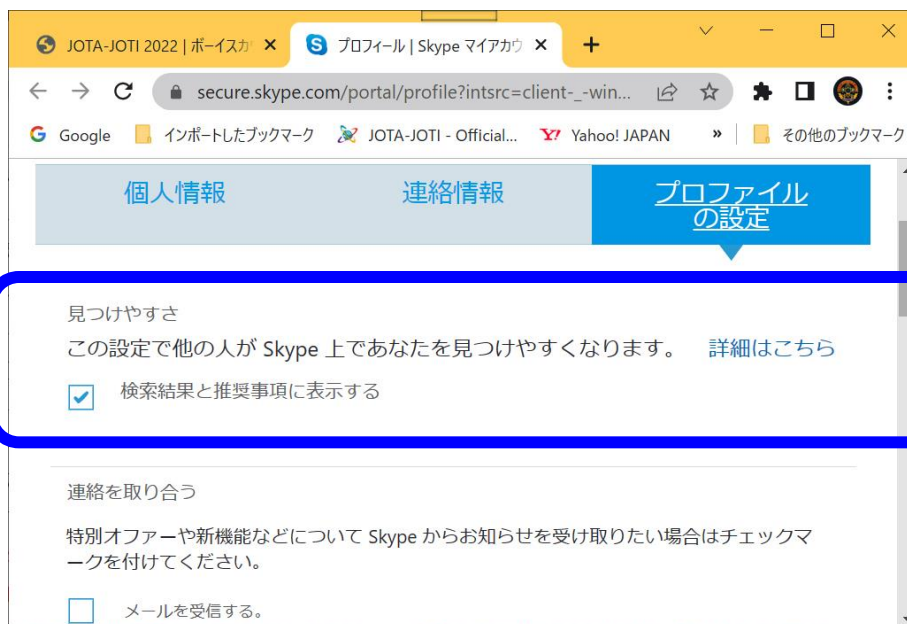 JOTA-JOTI 2022 | ボーイスカ
プロフィール | Skype マイアカウ
secure.skype.com/portal/profile?intsrc=client-_-win...
Google インポートしたブックマーク JOTA-JOTI - Official... Yahoo! JAPAN » その他のブックマーク
個人情報
連絡情報
プロファイル
の設定
見つけやすさ
この設定で他の人が Skype 上であなたを見つけやすくなります。 詳細はこちら
検索結果と推奨事項に表示する
連絡を取り合う
特別オファーや新機能などについて Skype からお知らせを受け取りたい場合はチェックマ
ークを付けてください。
メールを受信する。